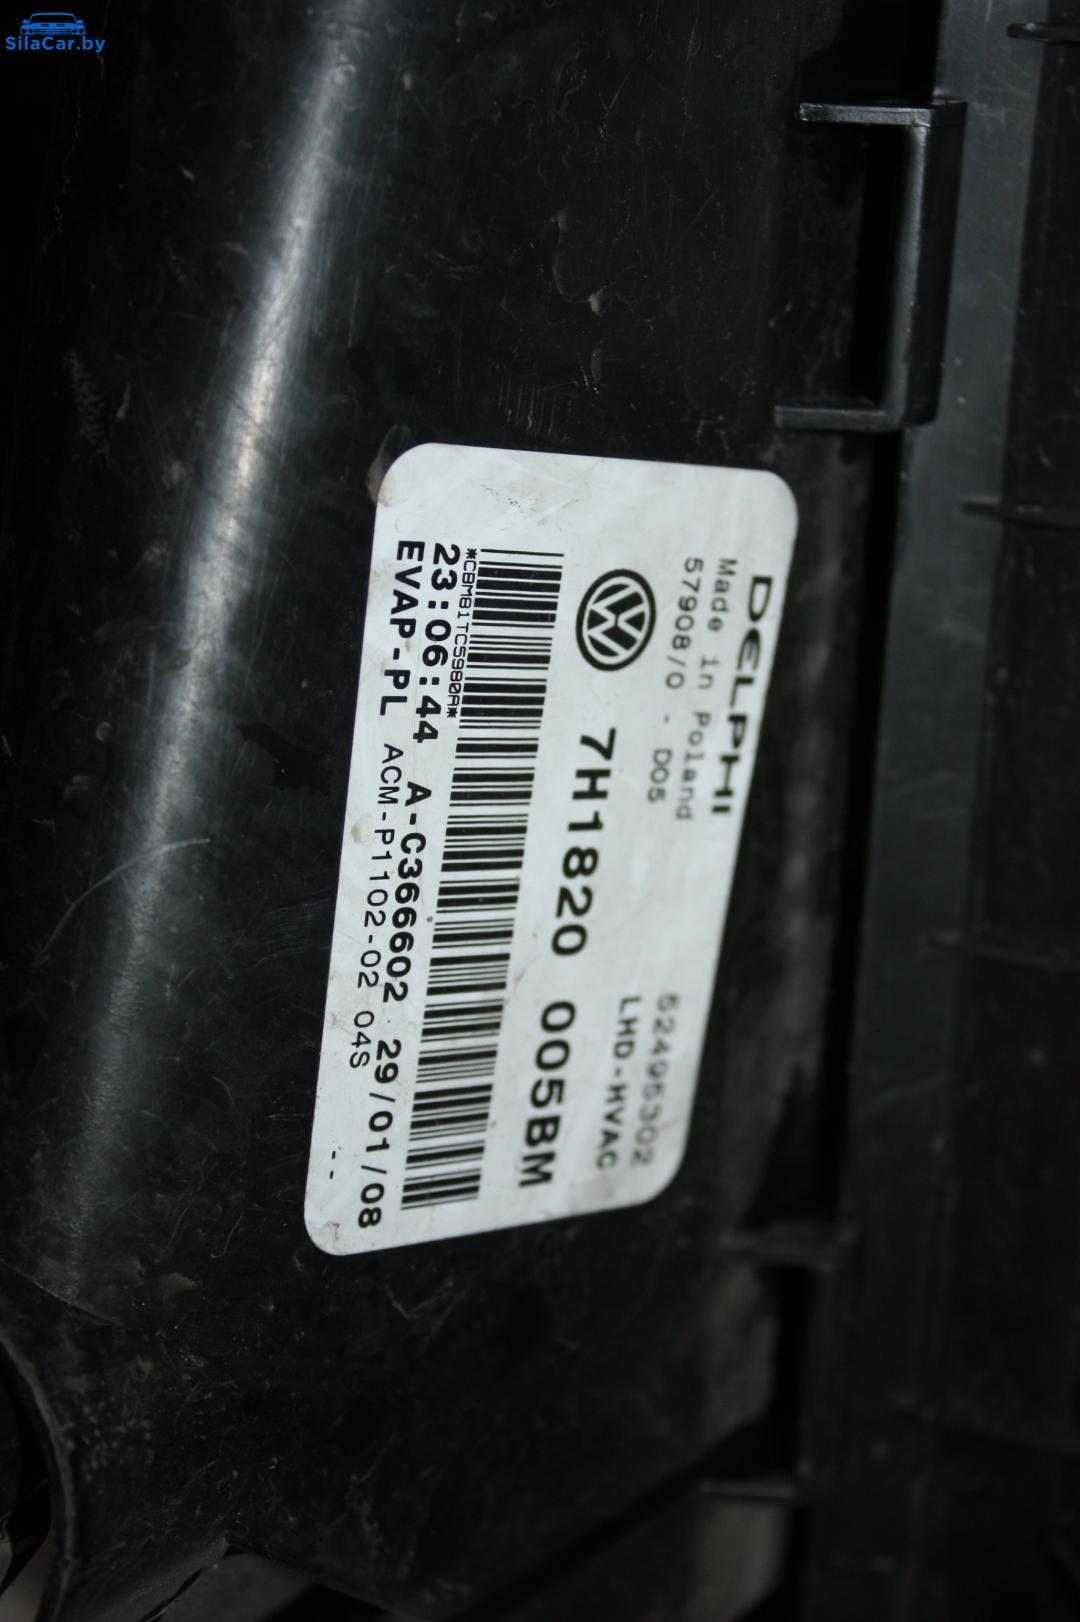 SilaCar.by
DELPHI
Made in Poland
57908/0 - D05
52495302
LHD-HVAC
7H1820 005BM
*CBM81TC5980A*
23:06:44 A-C366602 29/01/08
EVAP-PL ACM-P1102-02 04S --